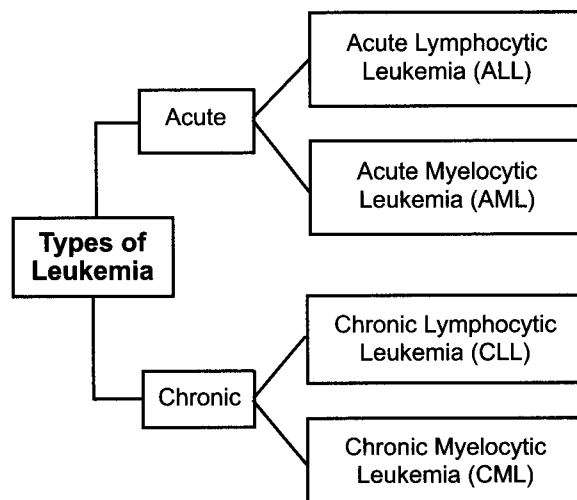 Acute Lymphocytic
Leukemia (ALL)
Acute
Acute Myelocytic
Leukemia (AML)
Types of
Leukemia
Chronic Lymphocytic
Leukemia (CLL)
Chronic
Chronic Myelocytic
Leukemia (CML)